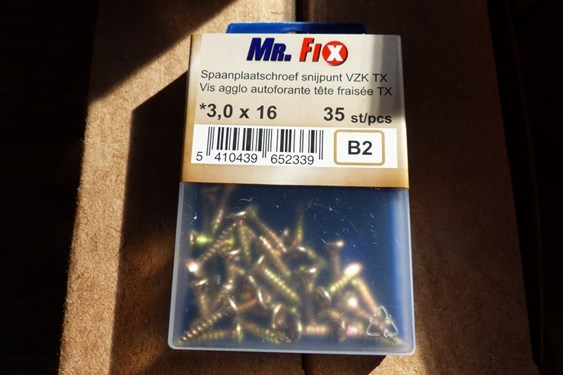 MR. FIX
Spaanplaatschroef snijpunt VZK TX
Vis agglo autoforante tête fraisée TX
*3,0 x 16 35 st/pcs
B2
5 410439 652339